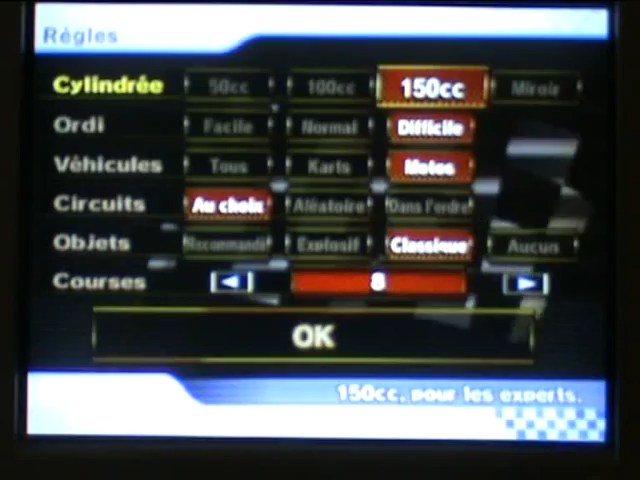 Règles
Cylindrée 50cc 100cc 150cc Miroir
Ordi Facile Normal Difficile
Véhicules Tous Karts Motos
Circuits Au choix Aléatoire Dans l'ordre
Objets Recommandé Explosif Classique Aucun
Courses 8
OK
150cc, pour les experts.